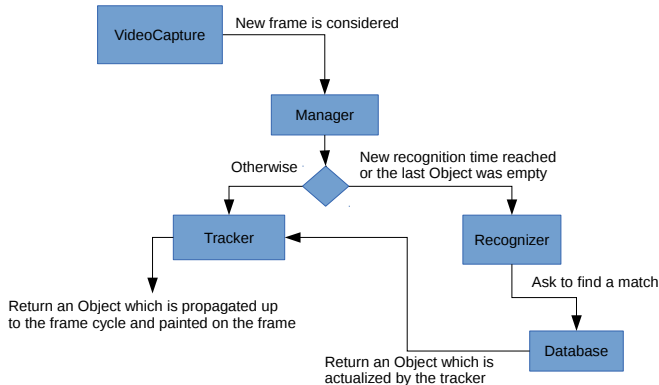 VideoCapture
New frame is considered
Manager
Otherwise
New recognition time reached
or the last Object was empty
Tracker
Recognizer
Ask to find a match
Return an Object which is propagated up
to the frame cycle and painted on the frame
Database
Return an Object which is
actualized by the tracker